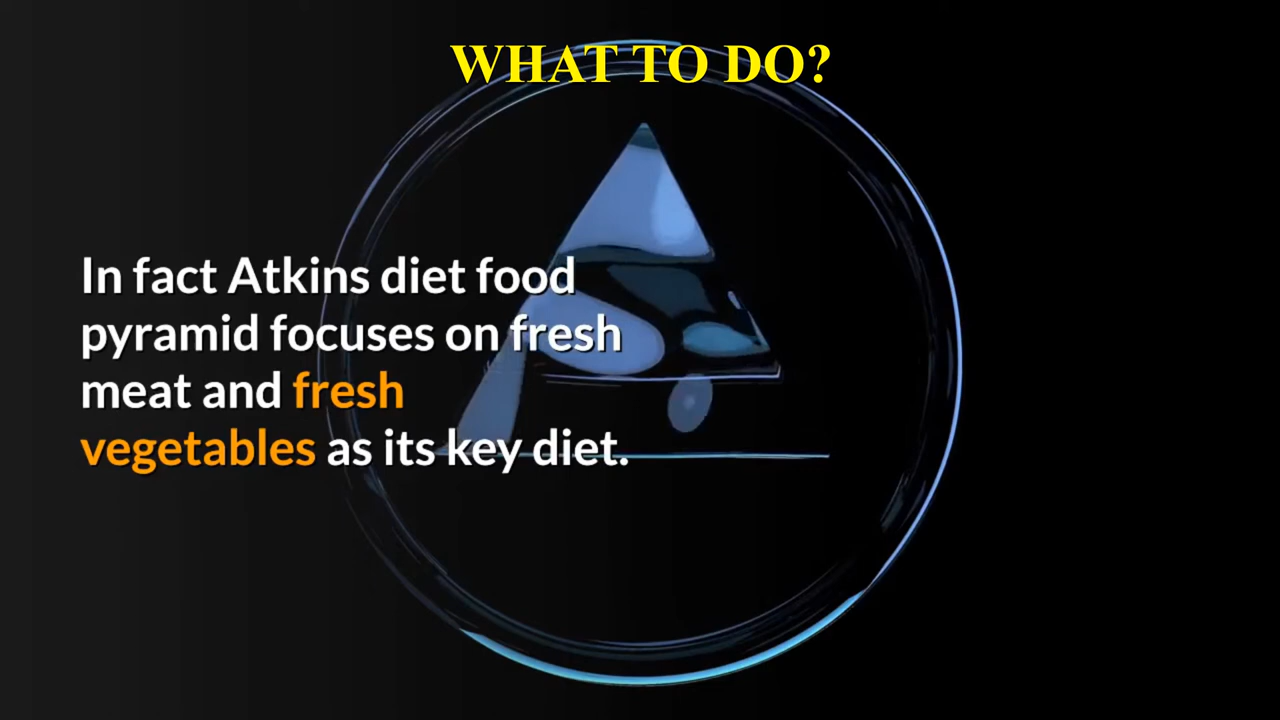 WHAT TO DO?
In fact Atkins diet food
pyramid focuses on fresh
meat and fresh
vegetables as its key diet.